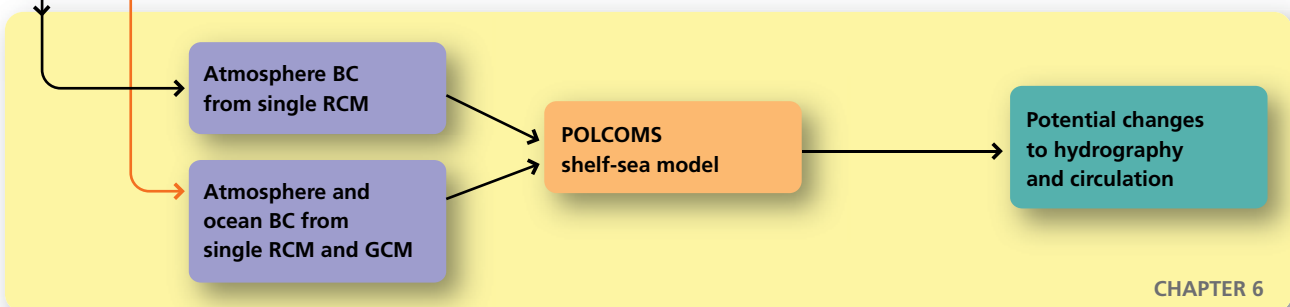 Atmosphere BC
from single RCM
Atmosphere and
ocean BC from
single RCM and GCM
POLCOMS
shelf-sea model
Potential changes
to hydrography
and circulation
CHAPTER 6